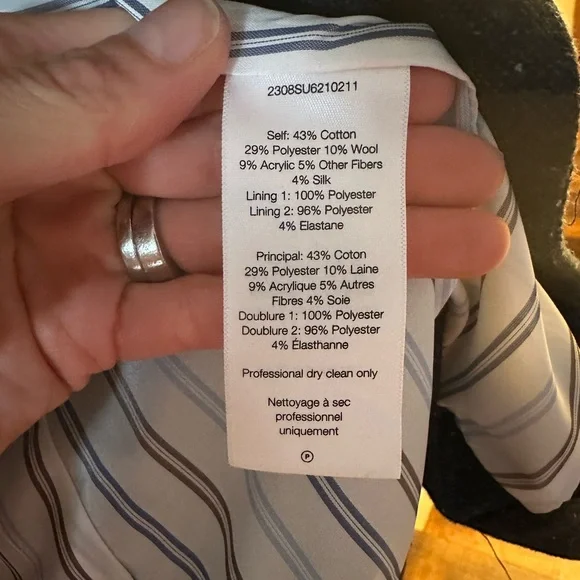 2308SU6210211
Self: 43% Cotton
29% Polyester 10% Wool
9% Acrylic 5% Other Fibers
4% Silk
Lining 1: 100% Polyester
Lining 2: 96% Polyester
4% Elastane
Principal: 43% Coton
29% Polyester 10% Laine
9% Acrylique 5% Autres
Fibres 4% Soie
Doublure 1: 100% Polyester
Doublure 2: 96% Polyester
4% Élasthanne
Professional dry clean only
Nettoyage à sec
professionnel
uniquement
P